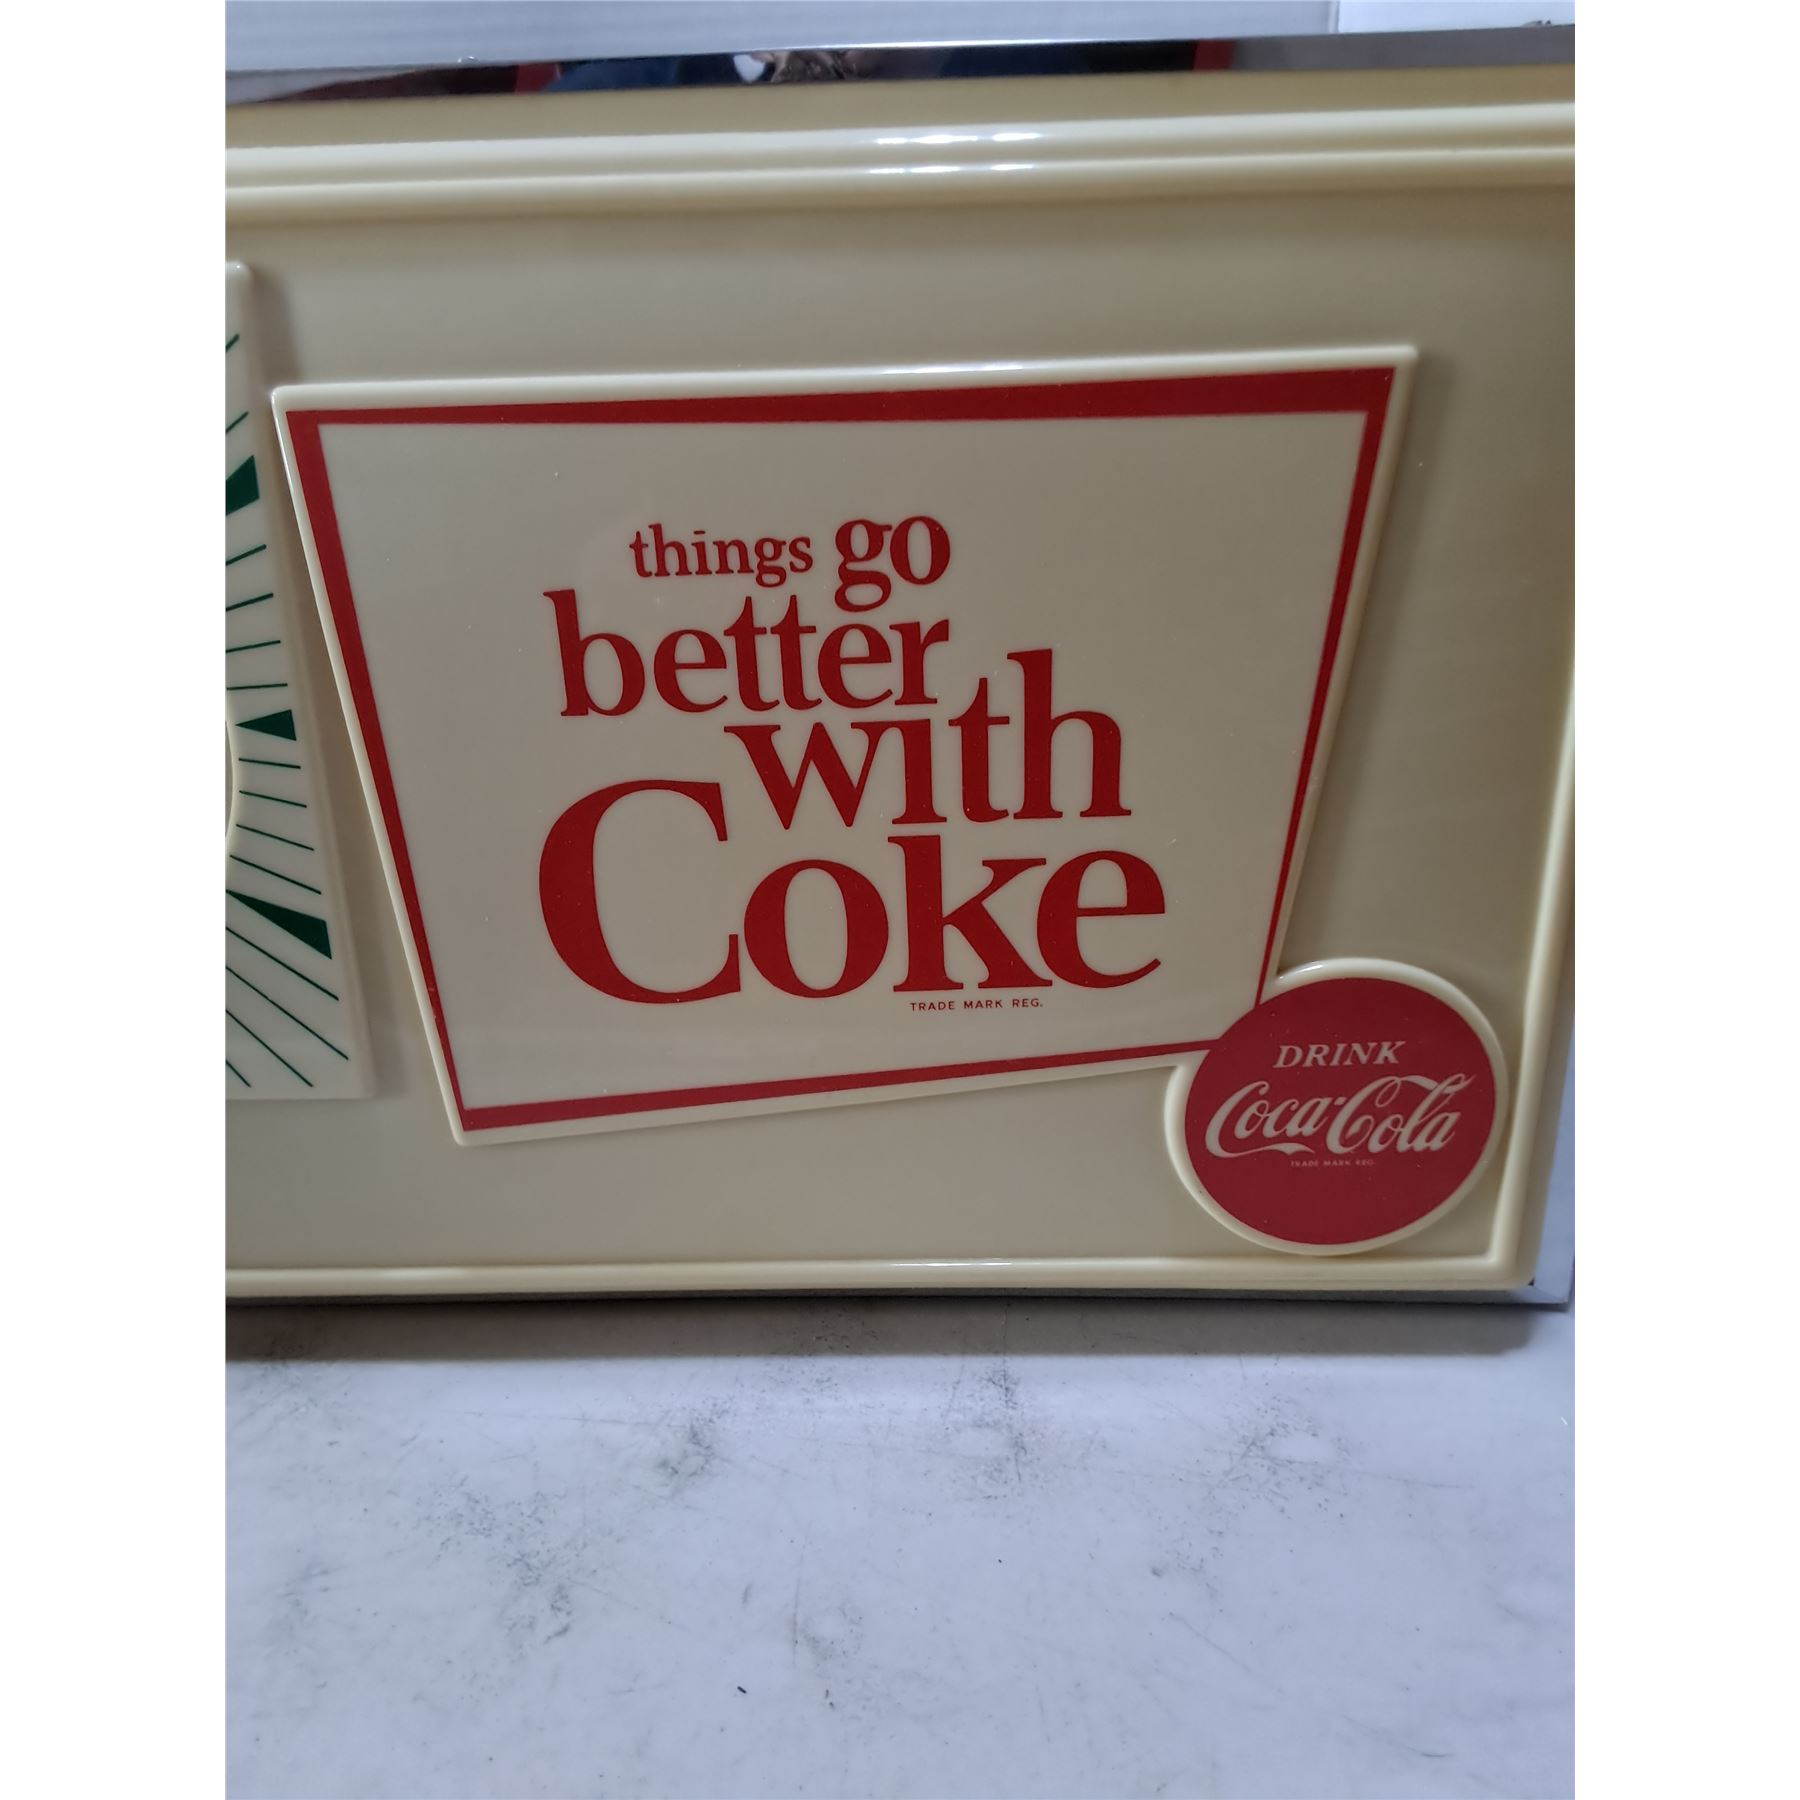 things go
better
with
Coke
TRADE MARK REG.
DRINK
Coca-Cola
TRADE MARK REG.